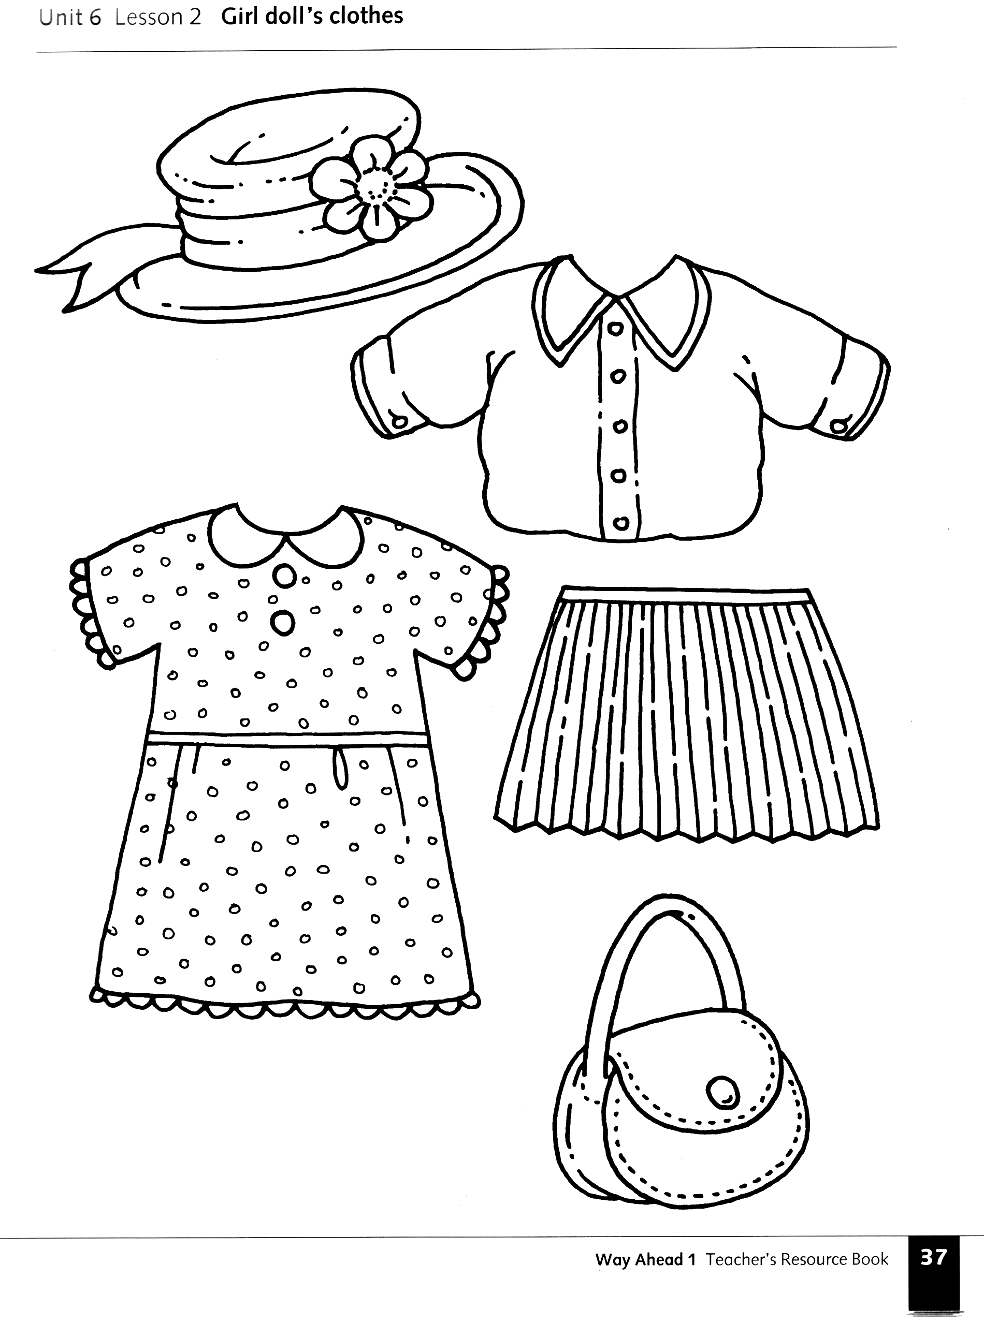 Unit 6 Lesson 2 Girl doll's clothes
Way Ahead 1 Teacher's Resource Book 37